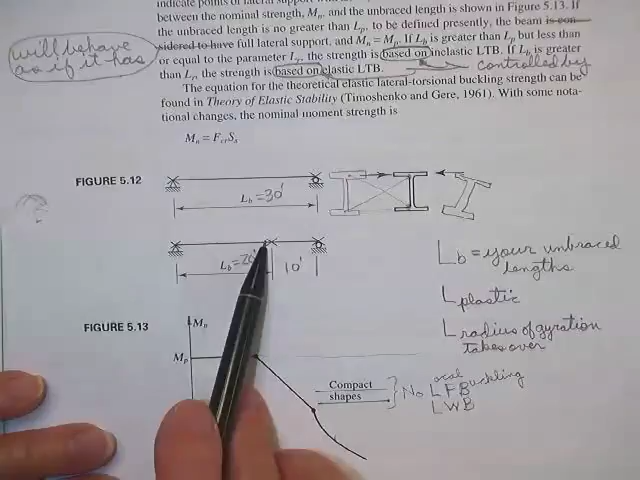 indicate points of lateral support
between the nominal strength, Mn, and the unbraced length is shown in Figure 5.13. If
the unbraced length is no greater than Lp, to be defined presently, the beam is con-
sidered to have full lateral support, and Mn = Mp. If Lb is greater than Lp but less than
or equal to the parameter Lr, the strength is based on inelastic LTB. If Lb is greater
than Lr, the strength is based on elastic LTB.
will behave
as if it has
controlled by
The equation for the theoretical elastic lateral-torsional buckling strength can be
found in Theory of Elastic Stability (Timoshenko and Gere, 1961). With some nota-
tional changes, the nominal moment strength is
Mn = Fcr Sx
FIGURE 5.12
Lb = 30'
Lb = 20'
10'
Lb = your unbraced
lengths
Lplastic
Lradius of gyration
takes over
FIGURE 5.13
Mn
Mp
Compact
shapes
No LocalFBuckling
LWB